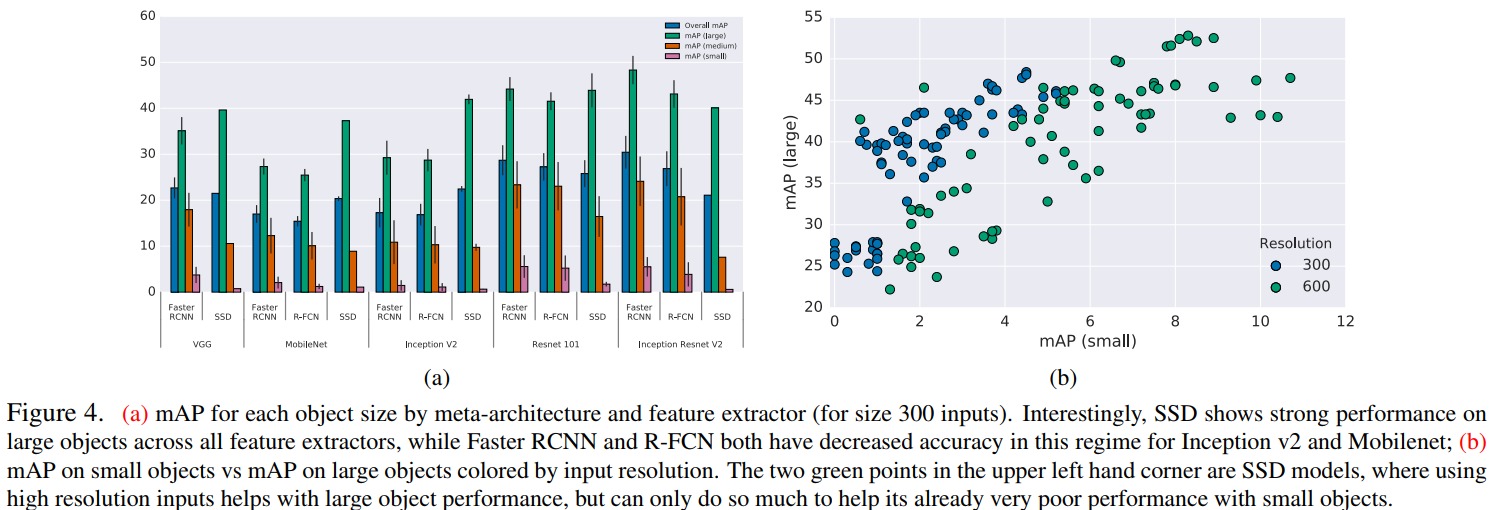 60
50
40
30
20
10
0
Overall mAP
mAP (large)
mAP (medium)
mAP (small)
Faster RCNN
SSD
Faster RCNN
R-FCN
SSD
Faster RCNN
R-FCN
SSD
Faster RCNN
R-FCN
SSD
Faster RCNN
R-FCN
SSD
VGG
MobileNet
Inception V2
Resnet 101
Inception Resnet V2
(a)
55
50
45
40
35
30
25
20
mAP (large)
Resolution
300
600
0 2 4 6 8 10 12
mAP (small)
(b)
Figure 4. (a) mAP for each object size by meta-architecture and feature extractor (for size 300 inputs). Interestingly, SSD shows strong performance on
large objects across all feature extractors, while Faster RCNN and R-FCN both have decreased accuracy in this regime for Inception v2 and Mobilenet; (b)
mAP on small objects vs mAP on large objects colored by input resolution. The two green points in the upper left hand corner are SSD models, where using
high resolution inputs helps with large object performance, but can only do so much to help its already very poor performance with small objects.